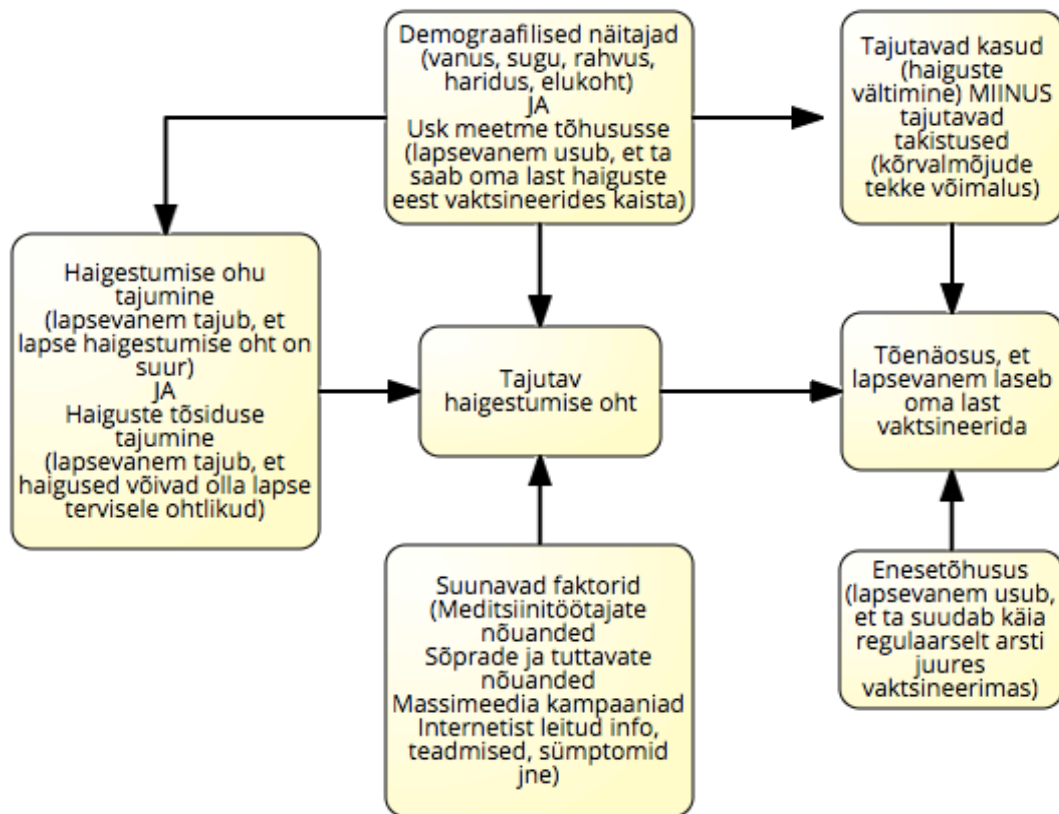 Demograafilised näitajad
(vanus, sugu, rahvus,
haridus, elukoht)
JA
Usk meetme tõhususse
(lapsevanem usub, et ta
saab oma last haiguste
eest vaktsineerides kaista)
Tajutavad kasud
(haiguste
vältimine) MIINUS
tajutavad
takistused
(kõrvalmõjude
tekke võimalus)
Haigestumise ohu
tajumine
(lapsevanem tajub, et
lapse haigestumise oht on
suur)
JA
Haiguste tõsiduse
tajumine
(lapsevanem tajub, et
haigused võivad olla lapse
tervisele ohtlikud)
Tajutav
haigestumise oht
Tõenäosus, et
lapsevanem laseb
oma last
vaktsineerida
Suunavad faktorid
(Meditsiinitöötajate
nõuanded
Sõprade ja tuttavate
nõuanded
Massimeedia kampaaniad
Internetist leitud info,
teadmised, sümptomid
jne)
Enesetõhusus
(lapsevanem usub,
et ta suudab käia
regulaarselt arsti
juures
vaktsineerimas)